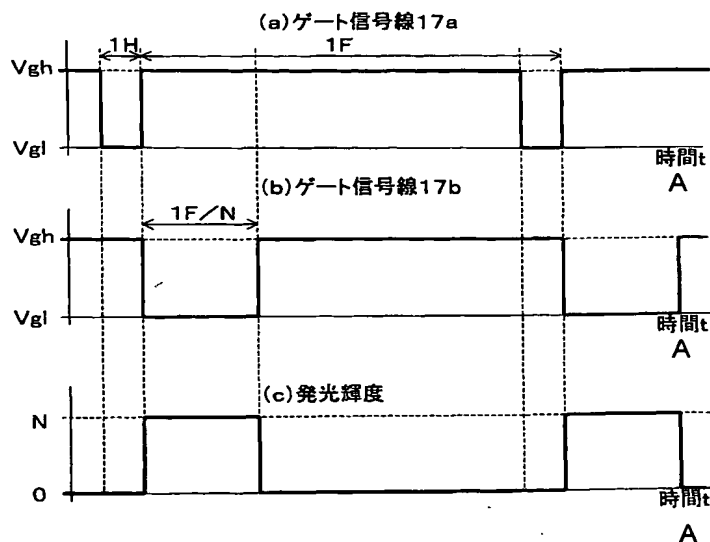 (a)ゲート信号線17a
1H
1F
Vgh
Vgl
時間t
A
(b)ゲート信号線17b
1F/N
Vgh
Vgl
時間t
A
(c)発光輝度
N
0
時間t
A